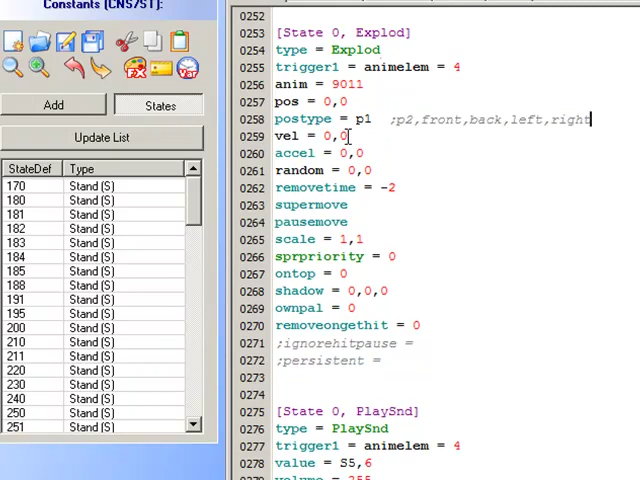 Constants (CNS/ST):
Add
States
Update List
StateDef Type
170 Stand (S)
180 Stand (S)
181 Stand (S)
182 Stand (S)
183 Stand (S)
184 Stand (S)
185 Stand (S)
188 Stand (S)
191 Stand (S)
195 Stand (S)
200 Stand (S)
210 Stand (S)
211 Stand (S)
220 Stand (S)
230 Stand (S)
240 Stand (S)
250 Stand (S)
251 Stand (S)
0252
0253 [State 0, Explod]
0254 type = Explod
0255 trigger1 = animelem = 4
0256 anim = 9011
0257 pos = 0,0
0258 postype = p1 ;p2,front,back,left,right
0259 vel = 0,0
0260 accel = 0,0
0261 random = 0,0
0262 removetime = -2
0263 supermove
0264 pausemove
0265 scale = 1,1
0266 sprpriority = 0
0267 ontop = 0
0268 shadow = 0,0,0
0269 ownpal = 0
0270 removeongethit = 0
0271 ;ignorehitpause =
0272 ;persistent =
0273
0274
0275 [State 0, PlaySnd]
0276 type = PlaySnd
0277 trigger1 = animelem = 4
0278 value = S5,6
volume = 255